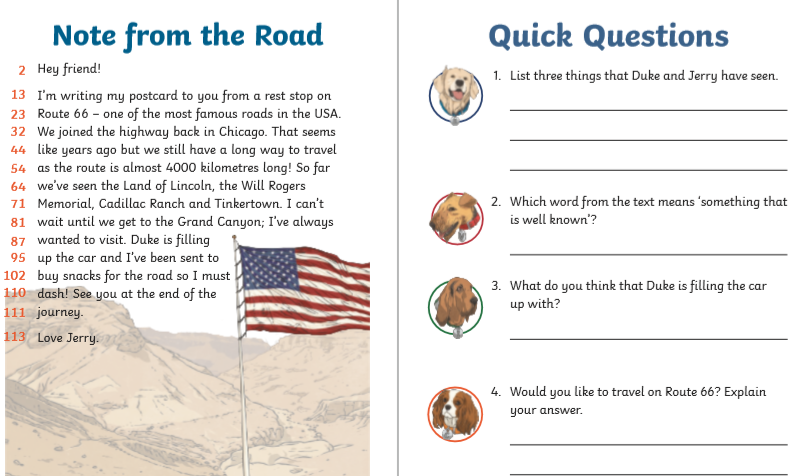 Note from the Road
2 Hey friend!
13 I'm writing my postcard to you from a rest stop on
23 Route 66 – one of the most famous roads in the USA.
32 We joined the highway back in Chicago. That seems
44 like years ago but we still have a long way to travel
54 as the route is almost 4000 kilometres long! So far
64 we've seen the Land of Lincoln, the Will Rogers
71 Memorial, Cadillac Ranch and Tinkertown. I can't
81 wait until we get to the Grand Canyon; I've always
87 wanted to visit. Duke is filling
95 up the car and I've been sent to
102 buy snacks for the road so I must
110 dash! See you at the end of the
111 journey.
113 Love Jerry.
Quick Questions
1. List three things that Duke and Jerry have seen.
2. Which word from the text means ‘something that
is well known’?
3. What do you think that Duke is filling the car
up with?
4. Would you like to travel on Route 66? Explain
your answer.